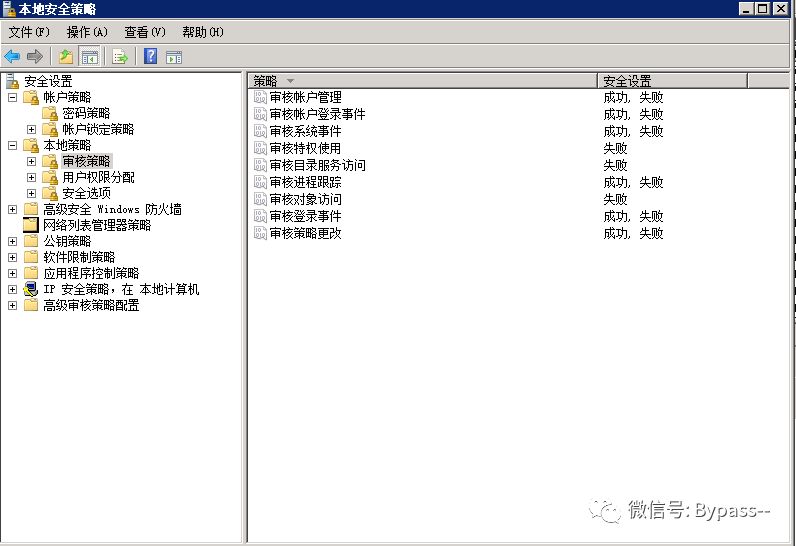 本地安全策略
文件(F) 操作(A) 查看(V) 帮助(H)
安全设置
帐户策略
密码策略
帐户锁定策略
本地策略
审核策略
用户权限分配
安全选项
高级安全 Windows 防火墙
网络列表管理器策略
公钥策略
软件限制策略
应用程序控制策略
IP 安全策略，在 本地计算机
高级审核策略配置
策略 安全设置
审核帐户管理 成功, 失败
审核帐户登录事件 成功, 失败
审核系统事件 成功, 失败
审核特权使用 失败
审核目录服务访问 失败
审核进程跟踪 成功, 失败
审核对象访问 失败
审核登录事件 成功, 失败
审核策略更改 成功, 失败
微信号: Bypass--